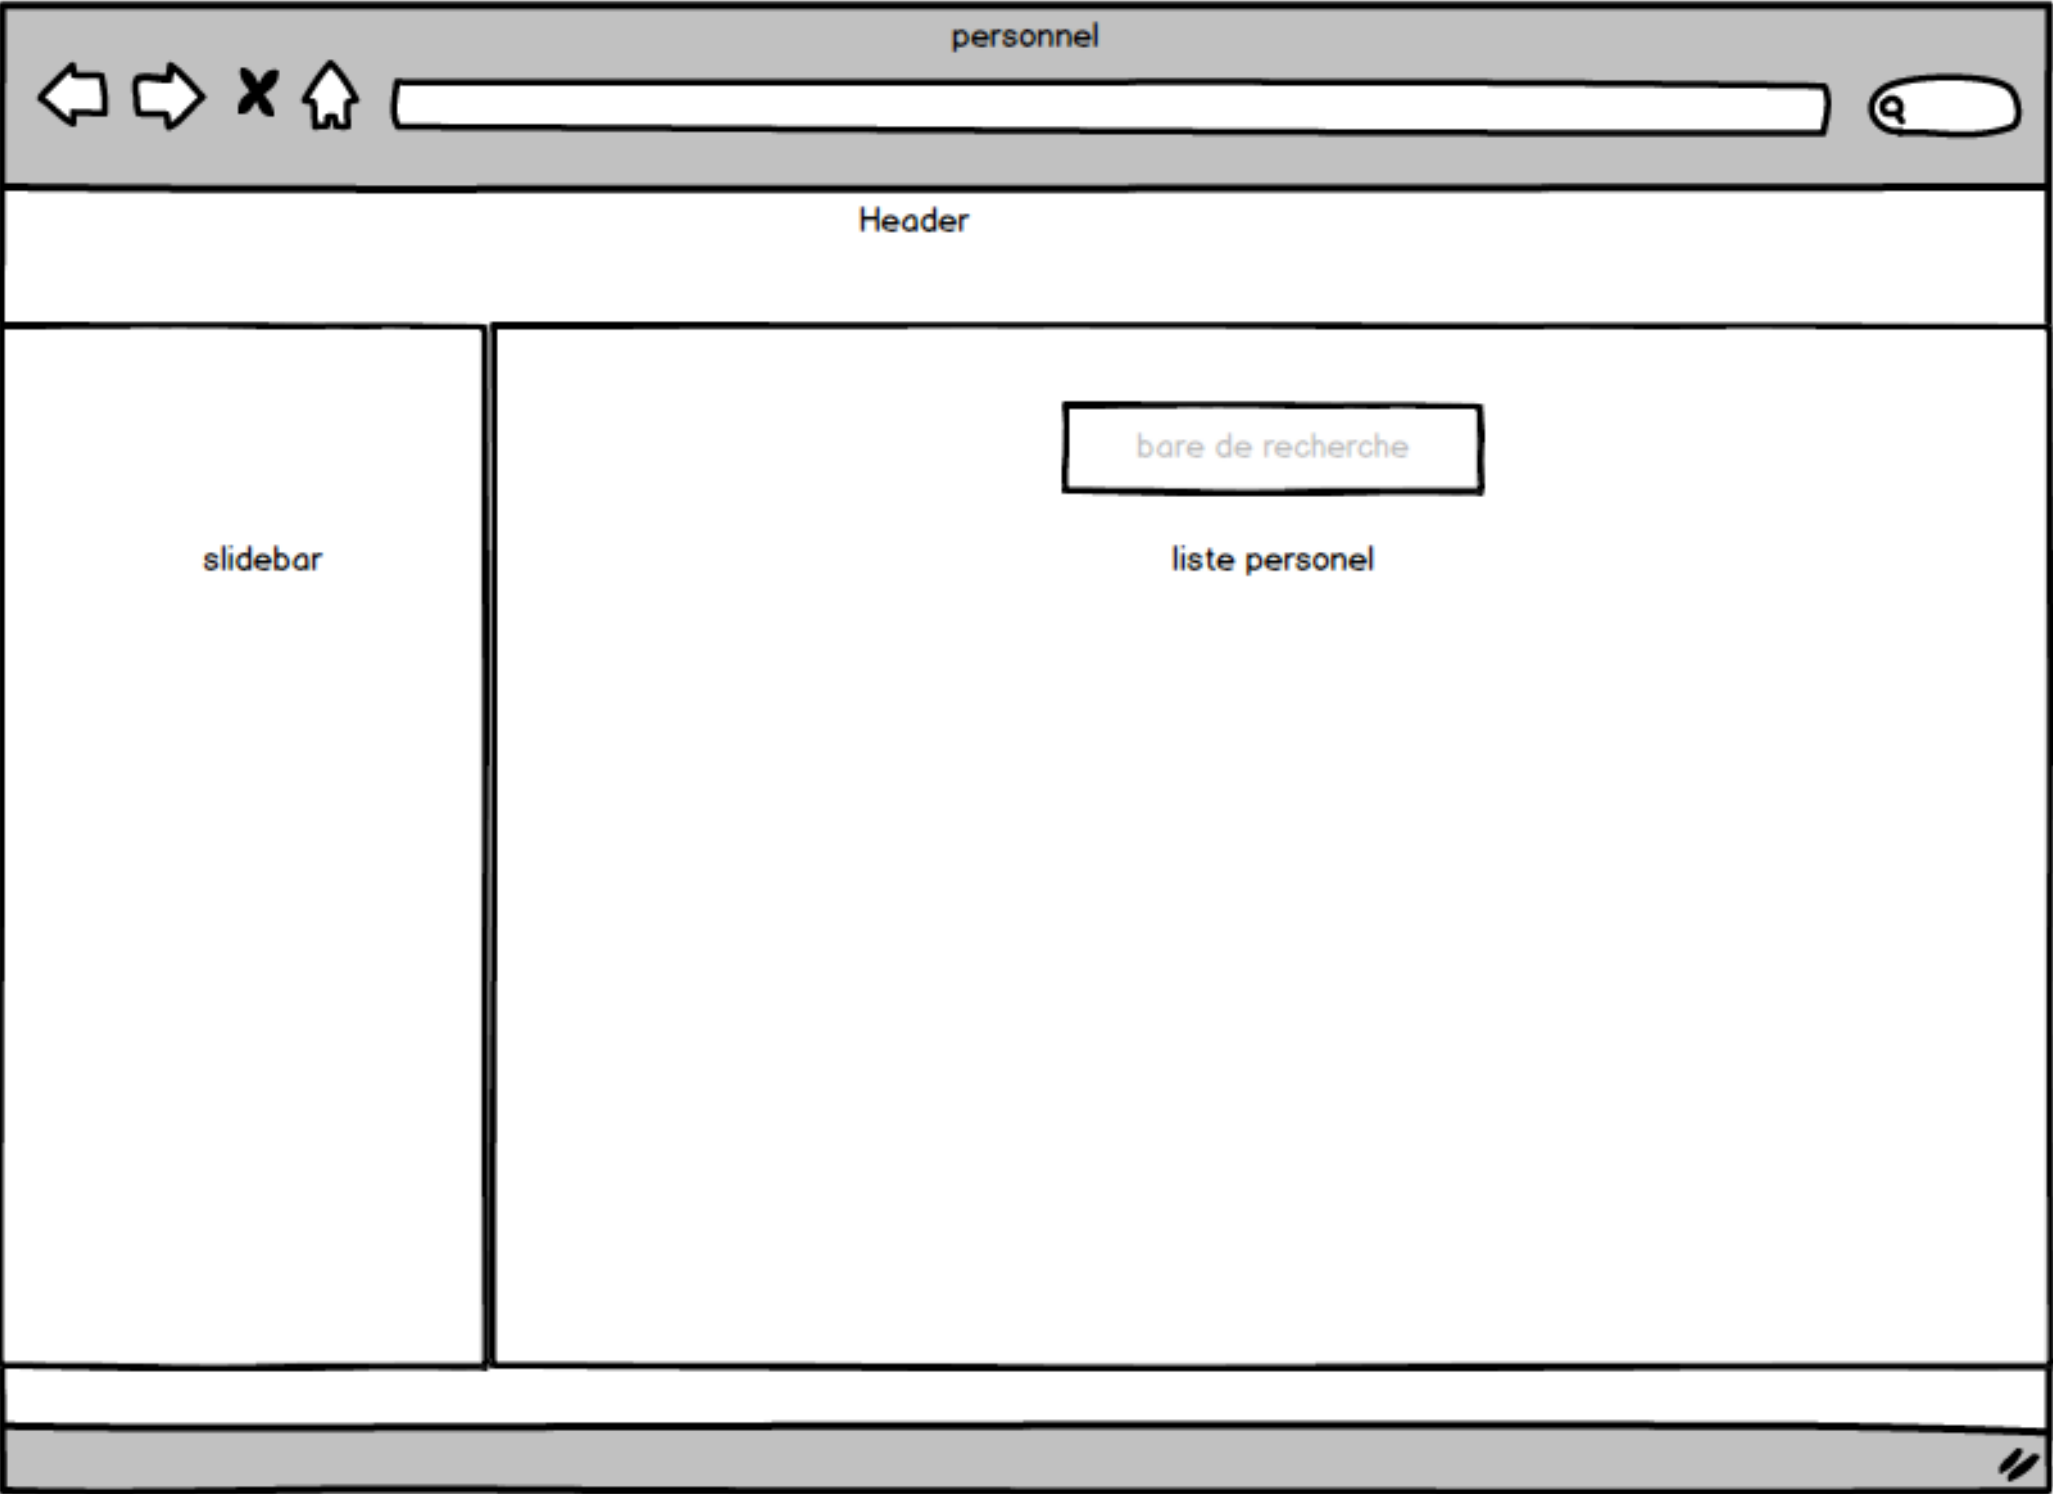 personnel
Header
bare de recherche
slidebar
liste personel